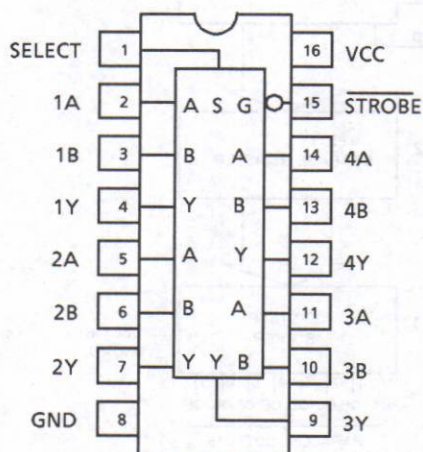 SELECT 1 16 VCC
1A 2 A S G 15 STROBE
1B 3 B A 14 4A
1Y 4 Y B 13 4B
2A 5 A Y 12 4Y
2B 6 B A 11 3A
2Y 7 Y Y B 10 3B
GND 8 9 3Y